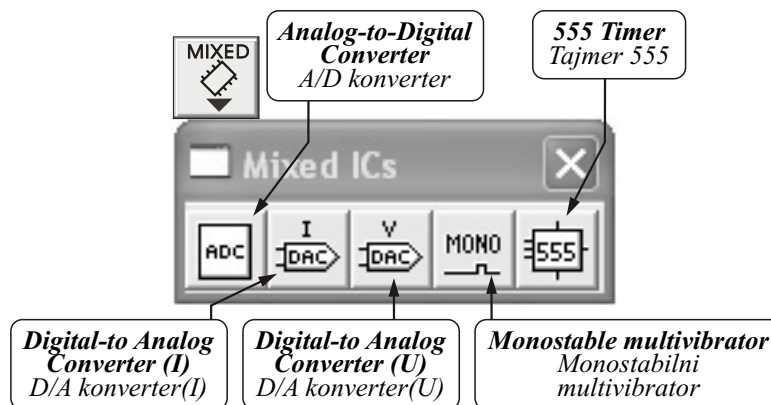 MIXED
Analog-to-Digital
Converter
A/D konverter
555 Timer
Tajmer 555
Mixed ICs
ADC
I
DAC
V
DAC
MONO
555
Digital-to Analog
Converter (I)
D/A konverter(I)
Digital-to Analog
Converter (U)
D/A konverter(U)
Monostable multivibrator
Monostabilni
multivibrator